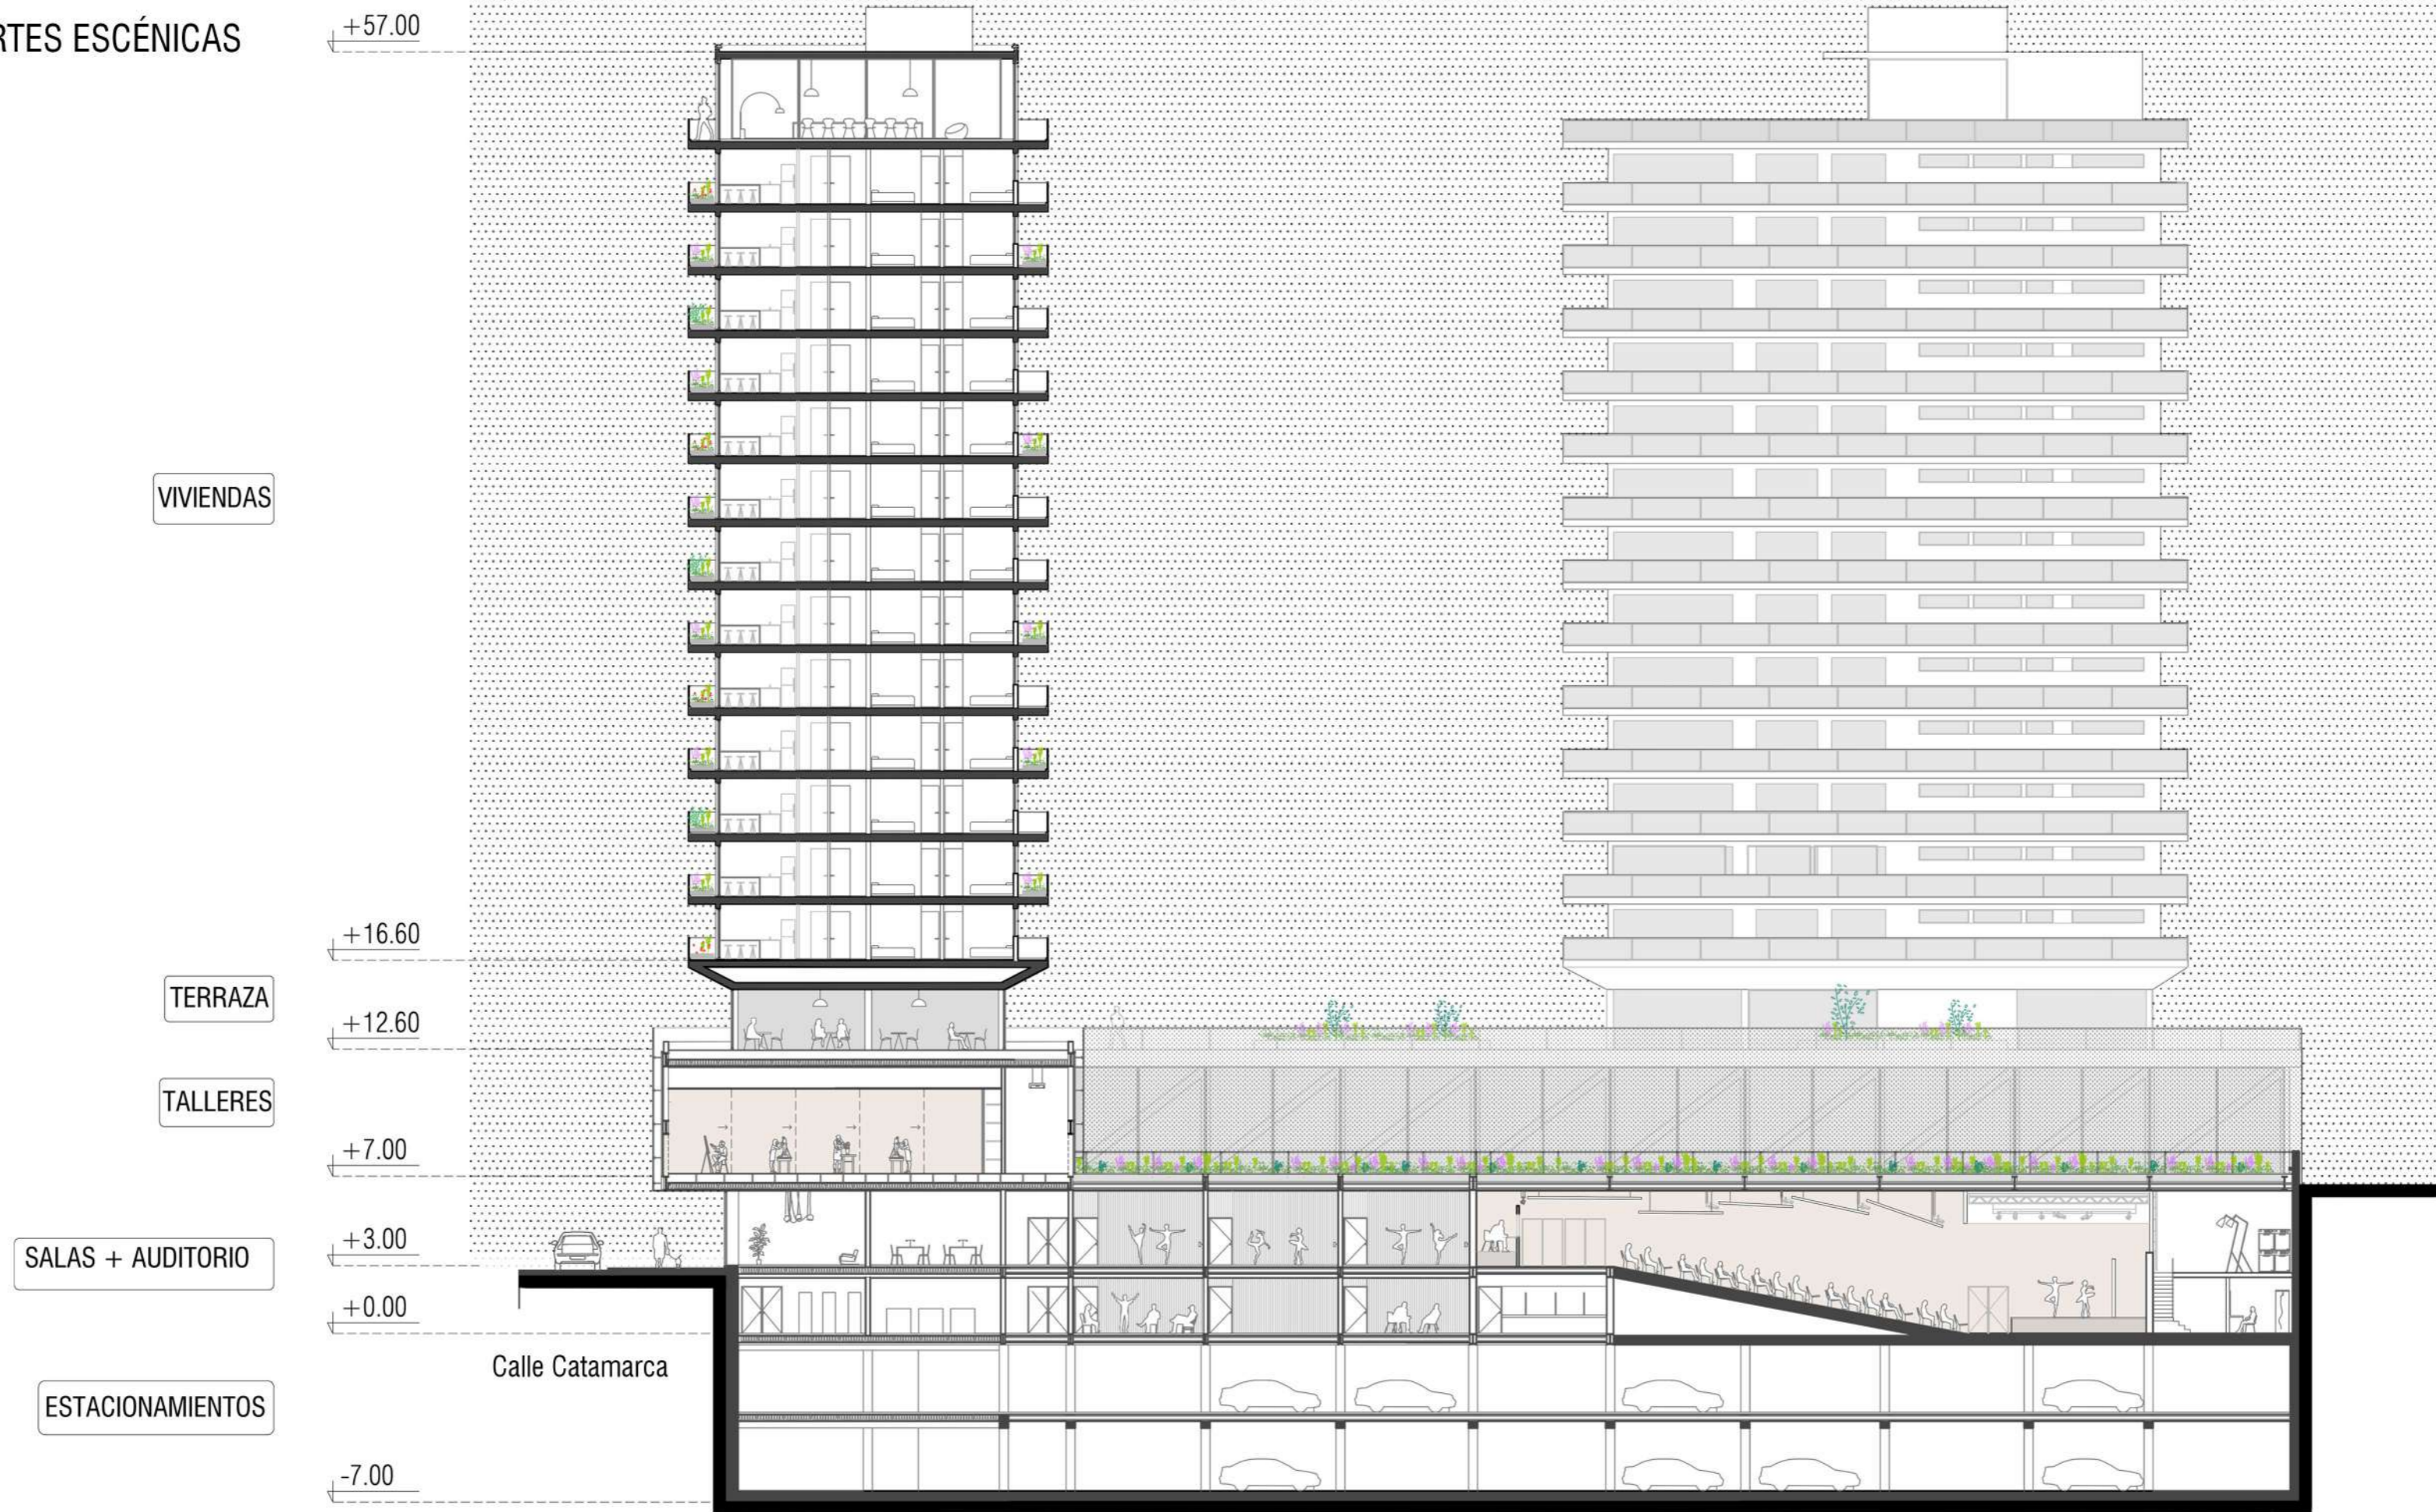 RTES ESCÉNICAS
+57.00
VIVIENDAS
+16.60
TERRAZA
+12.60
TALLERES
+7.00
SALAS + AUDITORIO
+3.00
+0.00
Calle Catamarca
ESTACIONAMIENTOS
-7.00